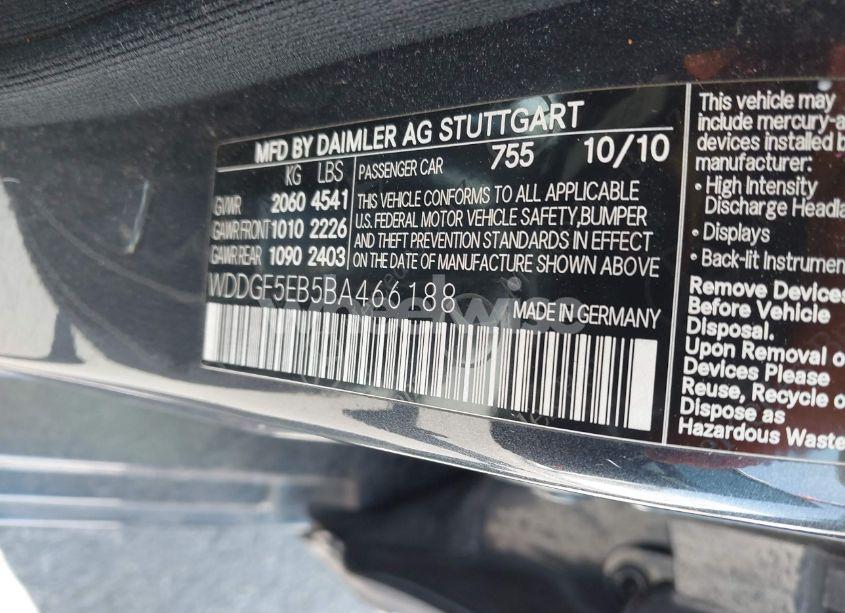 MFD BY DAIMLER AG STUTTGART
KG LBS
GVWR 2060 4541
GAWR FRONT 1010 2226
GAWR REAR 1090 2403
PASSENGER CAR 755 10/10
THIS VEHICLE CONFORMS TO ALL APPLICABLE
U.S. FEDERAL MOTOR VEHICLE SAFETY,BUMPER
AND THEFT PREVENTION STANDARDS IN EFFECT
ON THE DATE OF MANUFACTURE SHOWN ABOVE
WDDGF5EB5BA466188
MADE IN GERMANY
This vehicle may
include mercury-a
devices installed b
manufacturer:
• High Intensity
Discharge Headla
• Displays
• Back-lit Instrumen
Remove Devices
Before Vehicle
Disposal.
Upon Removal o
Devices Please
Reuse, Recycle o
Dispose as
Hazardous Waste